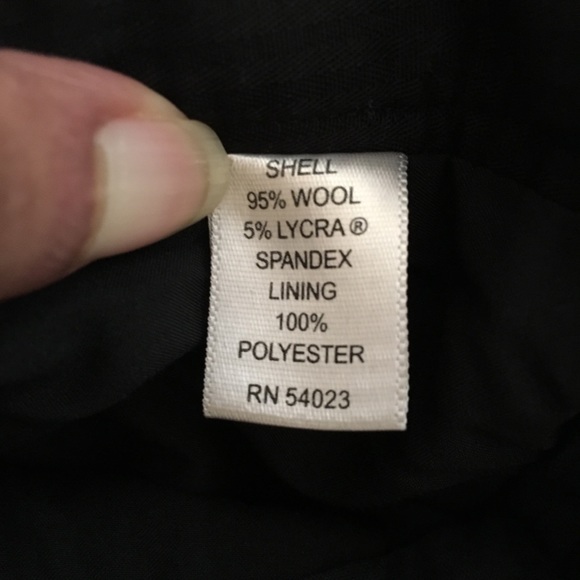 SHELL
95% WOOL
5% LYCRA®
SPANDEX
LINING
100%
POLYESTER
RN 54023